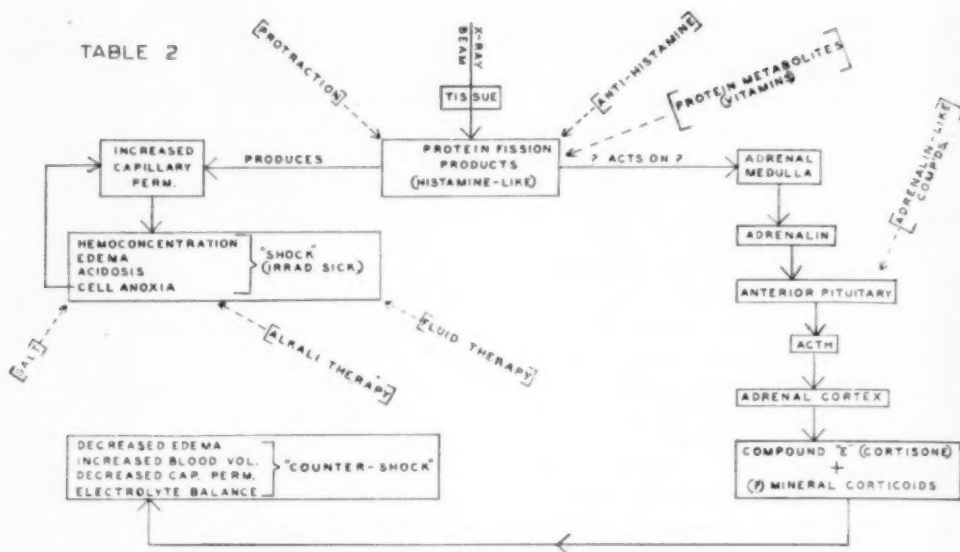 TABLE 2
[PROTRACTION]
X-RAY
BEAM
[ANTI-HISTAMINE]
[PROTEIN METABOLITES
(VITAMINS)]
[ADRENALIN-LIKE
COMP'DS.]
TISSUE
INCREASED
CAPILLARY
PERM.
PRODUCES
PROTEIN FISSION
PRODUCTS
(HISTAMINE-LIKE)
? ACTS ON ?
ADRENAL
MEDULLA
HEMOCONCENTRATION
EDEMA
ACIDOSIS
CELL ANOXIA
"SHOCK"
(IRRAD. SICK)
ADRENALIN
ANTERIOR PITUITARY
[SALT]
[ALKALI THERAPY]
[FLUID THERAPY]
ACTH
ADRENAL CORTEX
DECREASED EDEMA
INCREASED BLOOD VOL.
DECREASED CAP. PERM.
ELECTROLYTE BALANCE
"COUNTER-SHOCK"
COMPOUND "E" (CORTISONE)
+
(?) MINERAL CORTICOIDS